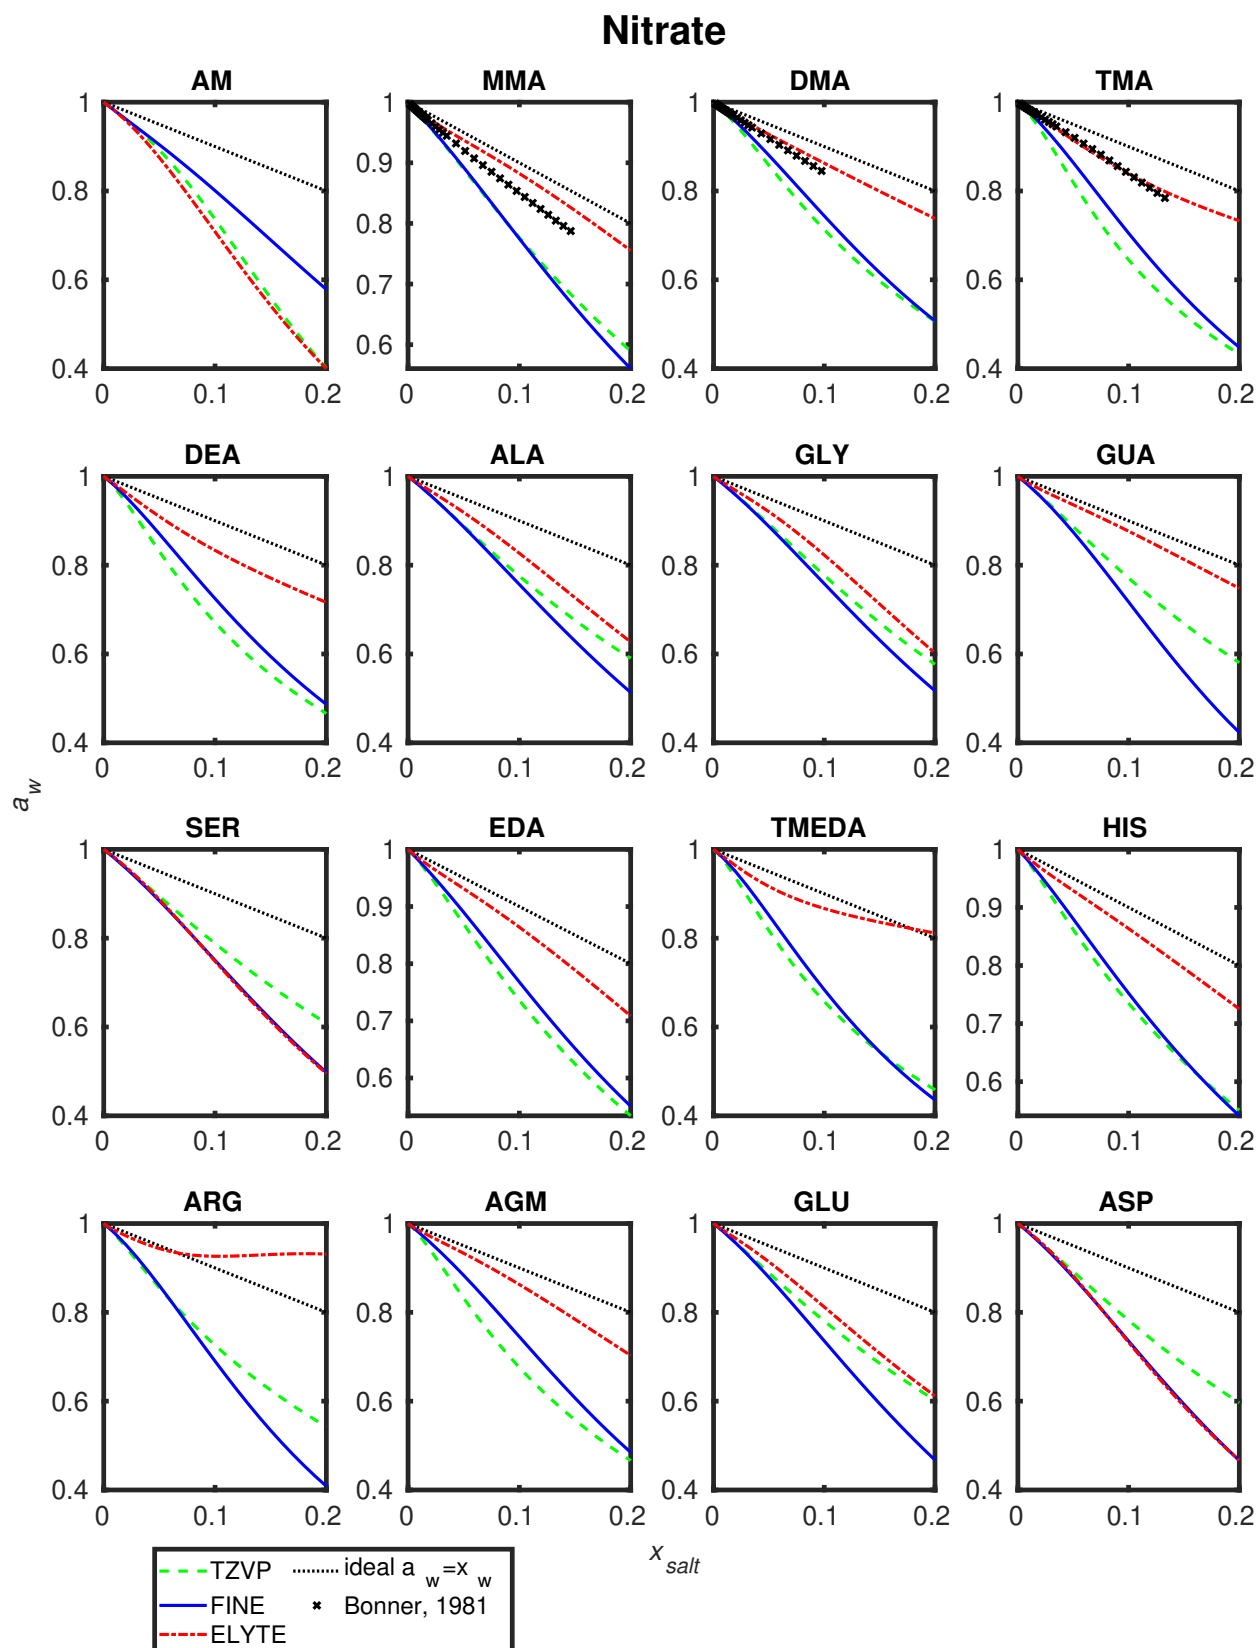 Nitrate
AM MMA DMA TMA
1 0.8 0.6 0.4 0 0.1 0.2
1 0.9 0.8 0.7 0.6 0 0.1 0.2
1 0.8 0.6 0.4 0 0.1 0.2
1 0.8 0.6 0.4 0 0.1 0.2
DEA ALA GLY GUA
1 0.8 0.6 0.4 0 0.1 0.2
1 0.8 0.6 0.4 0 0.1 0.2
1 0.8 0.6 0.4 0 0.1 0.2
1 0.8 0.6 0.4 0 0.1 0.2
a_w
SER EDA TMEDA HIS
1 0.8 0.6 0.4 0 0.1 0.2
1 0.9 0.8 0.7 0.6 0 0.1 0.2
1 0.8 0.6 0.4 0 0.1 0.2
1 0.9 0.8 0.7 0.6 0 0.1 0.2
ARG AGM GLU ASP
1 0.8 0.6 0.4 0 0.1 0.2
1 0.8 0.6 0.4 0 0.1 0.2
1 0.8 0.6 0.4 0 0.1 0.2
1 0.8 0.6 0.4 0 0.1 0.2
x_salt
TZVP ideal a_w=x_w
FINE Bonner, 1981
ELYTE